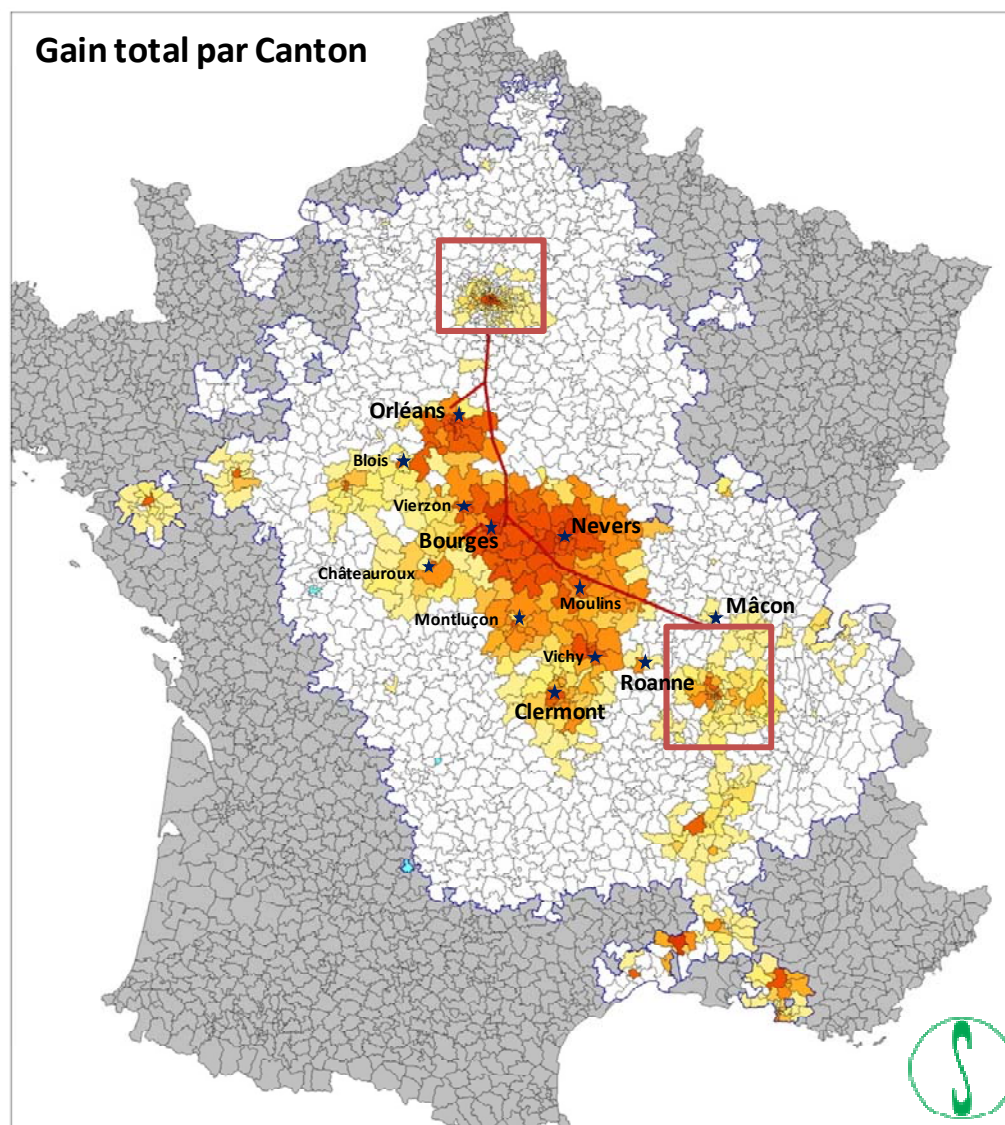 Gain total par Canton
Orléans
Blois
Vierzon
Nevers
Bourges
Châteauroux
Moulins
Mâcon
Montluçon
Vichy
Roanne
Clermont
S